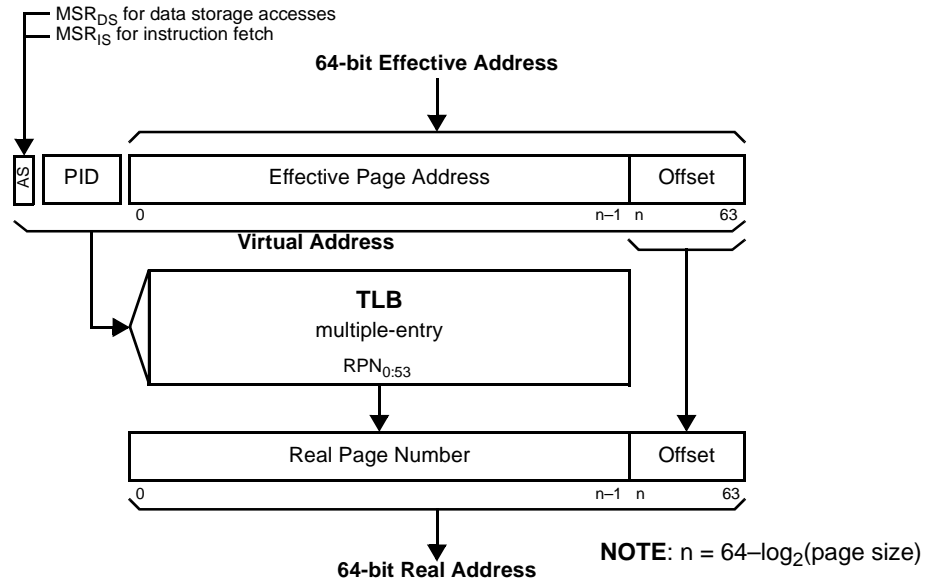 MSRDS for data storage accesses
MSRIS for instruction fetch
64-bit Effective Address
AS PID Effective Page Address Offset
0 n–1 n 63
Virtual Address
TLB
multiple-entry
RPN0:53
Real Page Number Offset
0 n–1 n 63
NOTE: n = 64–log2(page size)
64-bit Real Address